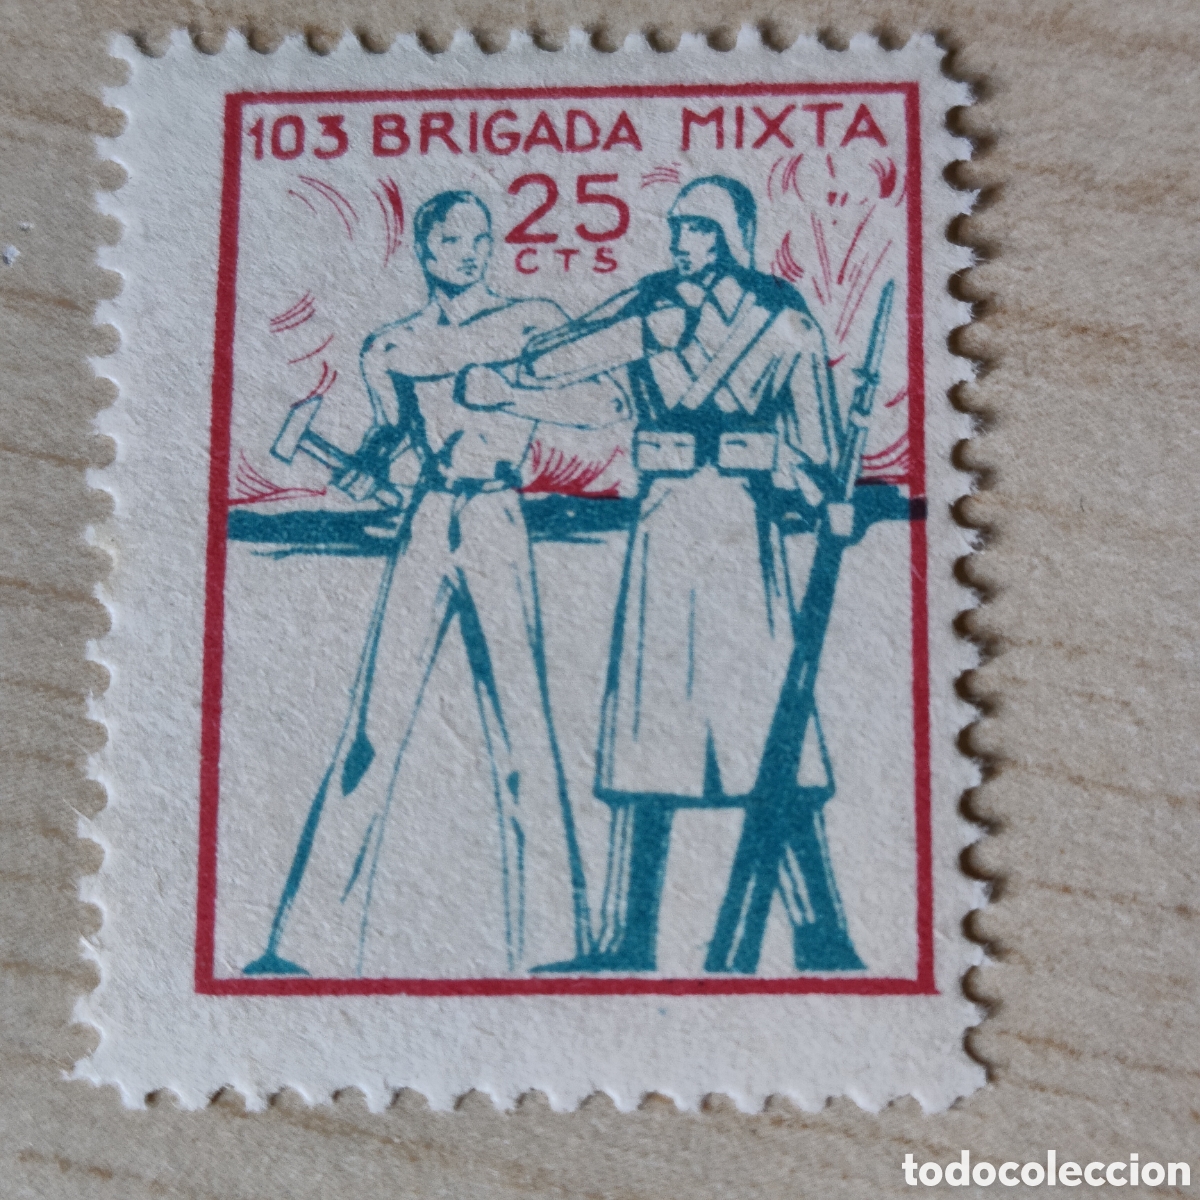 103 BRIGADA MIXTA
25
CTS
todocoleccion